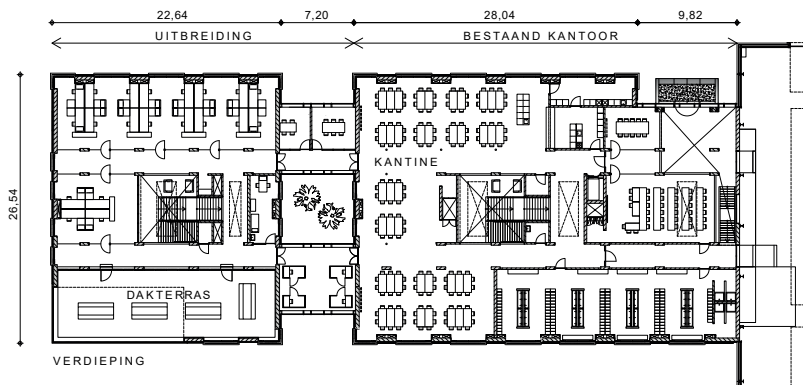 22,64 7,20 28,04 9,82
UITBREIDING BESTAAND KANTOOR
26,54
KANTINE
DAKTERRAS
VERDIEPING